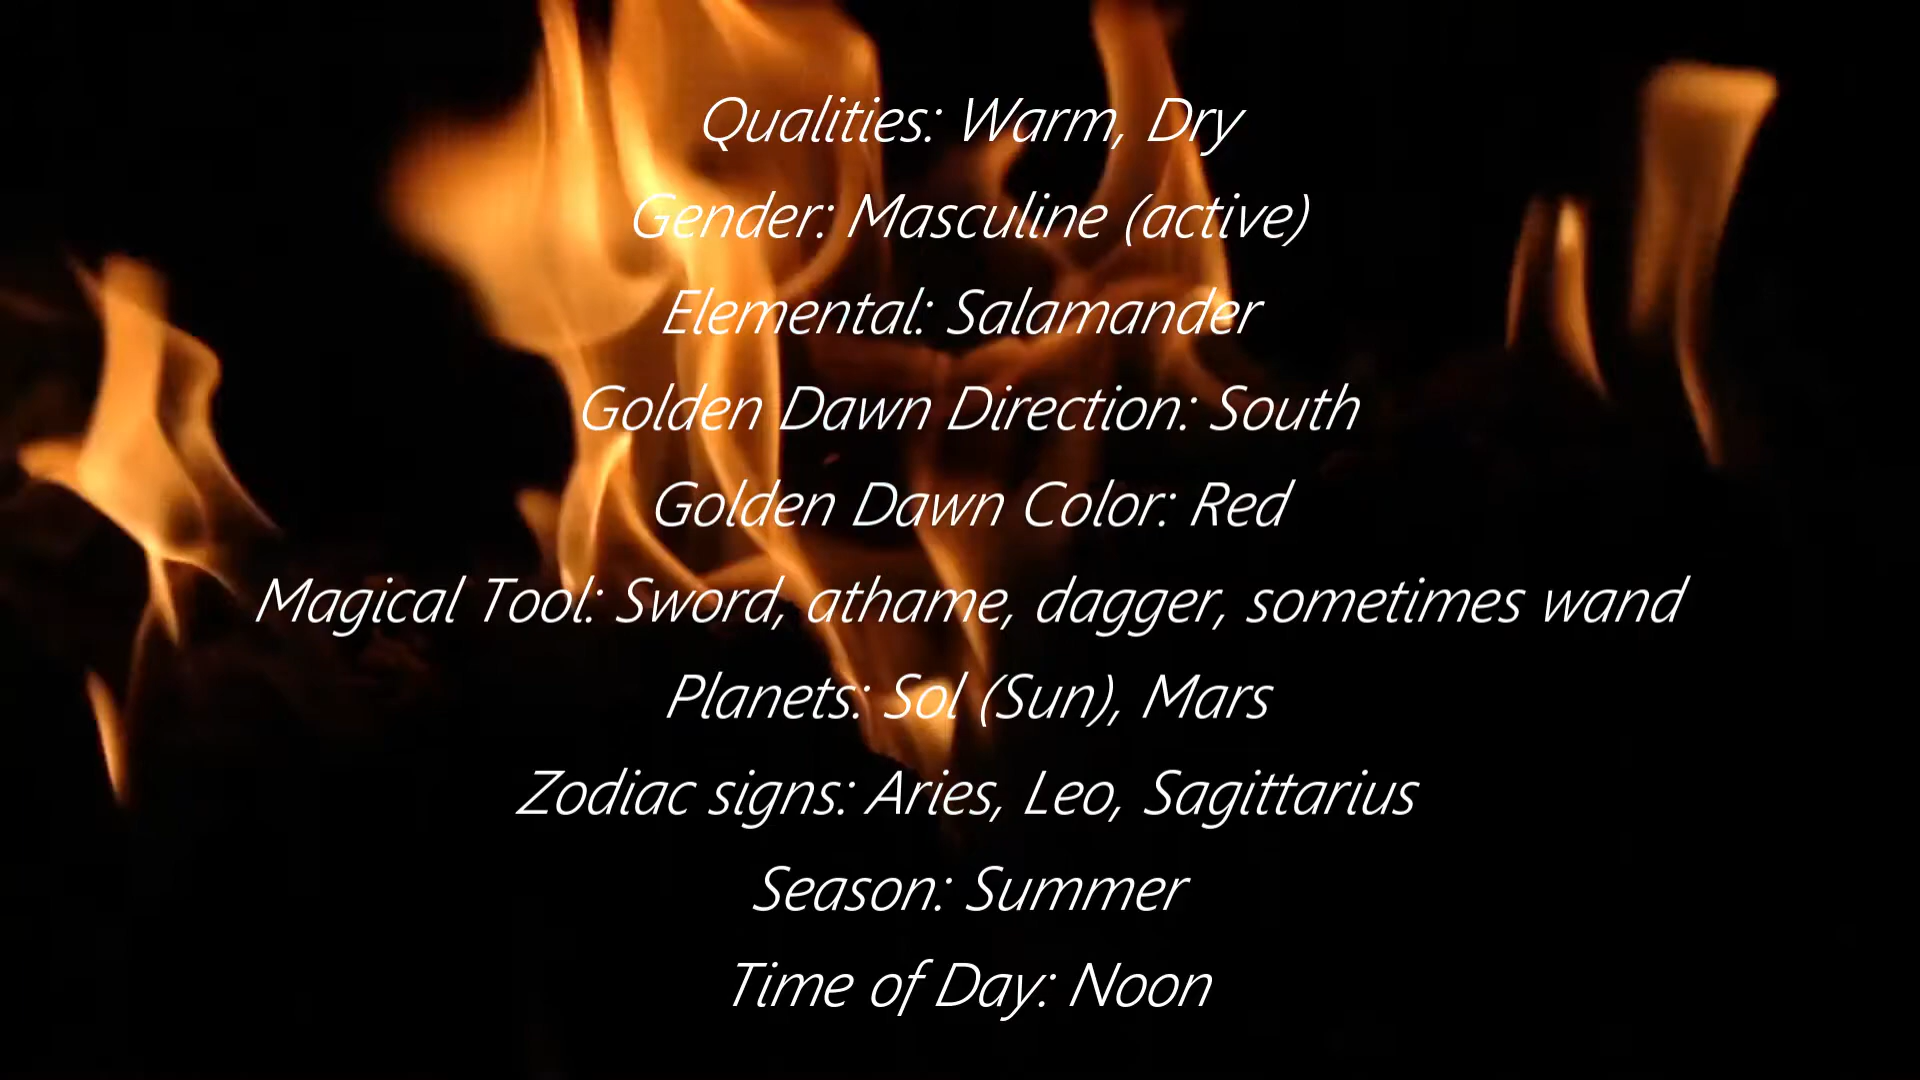 Qualities: Warm, Dry
Gender: Masculine (active)
Elemental: Salamander
Golden Dawn Direction: South
Golden Dawn Color: Red
Magical Tool: Sword, athame, dagger, sometimes wand
Planets: Sol (Sun), Mars
Zodiac signs: Aries, Leo, Sagittarius
Season: Summer
Time of Day: Noon